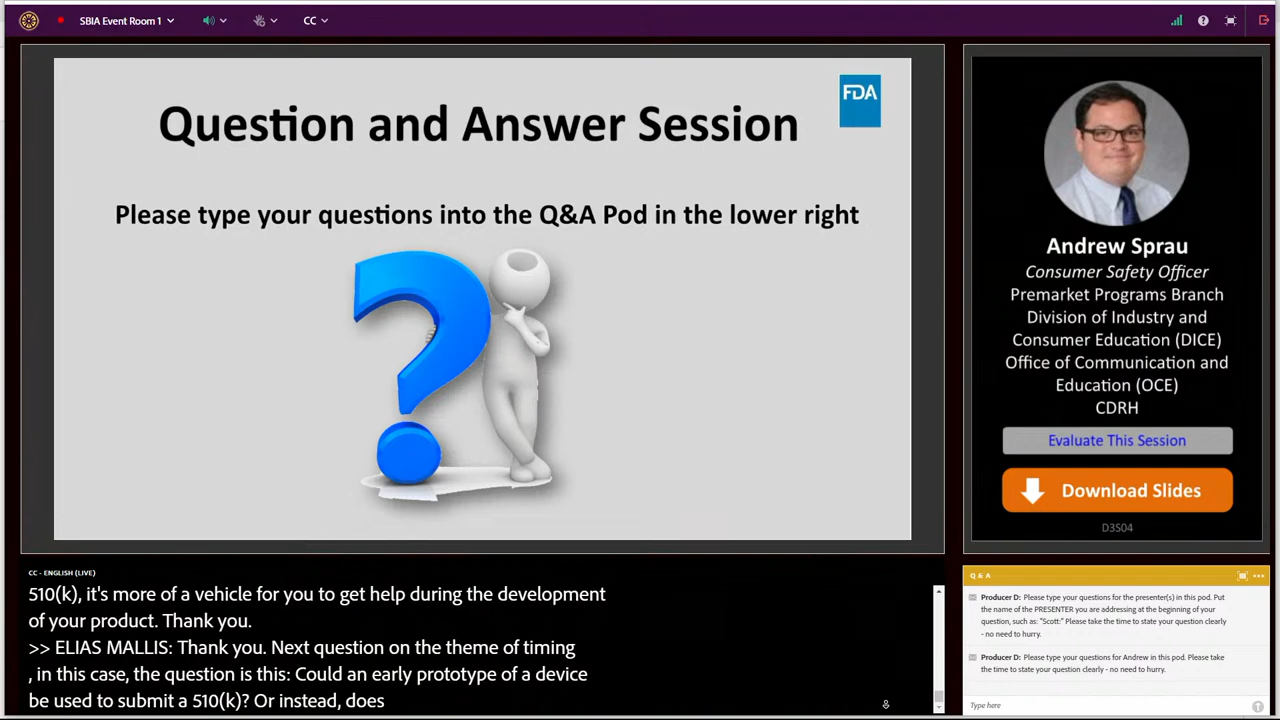 SBIA Event Room 1
CC
FDA
Question and Answer Session
Please type your questions into the Q&A Pod in the lower right
Andrew Sprau
Consumer Safety Officer
Premarket Programs Branch
Division of Industry and
Consumer Education (DICE)
Office of Communication and
Education (OCE)
CDRH
Evaluate This Session
Download Slides
D3S04
CC - ENGLISH (LIVE)
510(k), it's more of a vehicle for you to get help during the development
of your product. Thank you.
>> ELIAS MALLIS: Thank you. Next question on the theme of timing
, in this case, the question is this: Could an early prototype of a device
be used to submit a 510(k)? Or instead, does
Q & A
Producer D: Please type your questions for the presenter(s) in this pod. Put
the name of the PRESENTER you are addressing at the beginning of your
question, such as: "Scott:" Please take the time to state your question clearly
- no need to hurry.
Producer D: Please type your questions for Andrew in this pod. Please take
the time to state your question clearly - no need to hurry.
Type here